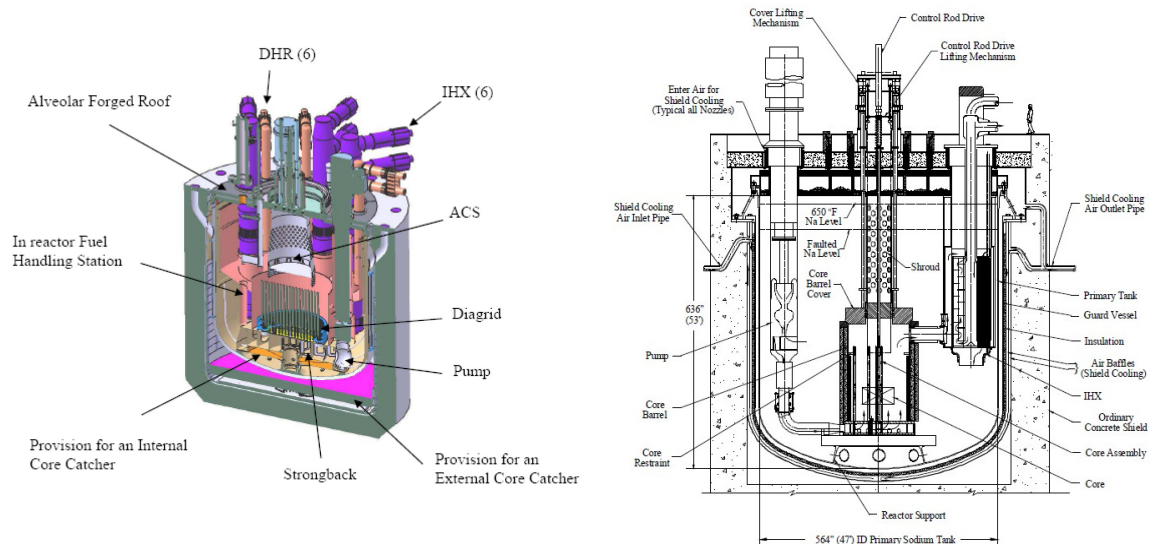 DHR (6)
Alveolar Forged Roof
IHX (6)
ACS
In reactor Fuel
Handling Station
Diagrid
Pump
Provision for an Internal
Core Catcher
Strongback
Provision for an
External Core Catcher
Cover Lifting
Mechanism
Control Rod Drive
Control Rod Drive
Lifting Mechanism
Enter Air for
Shield Cooling
(Typical all Nozzles)
Shield Cooling
Air Inlet Pipe
650 °F
Na Level
Faulted
Na Level
Shroud
Core
Barrel
Cover
636"
(53')
Pump
Core
Barrel
Core
Restraint
Shield Cooling
Air Outlet Pipe
Primary Tank
Guard Vessel
Insulation
Air Baffles
(Shield Cooling)
IHX
Ordinary
Concrete Shield
Core Assembly
Core
Reactor Support
564" (47') ID Primary Sodium Tank